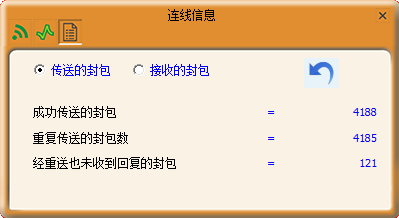 连线信息
传送的封包 接收的封包
成功传送的封包 = 4188
重复传送的封包数 = 4185
经重送也未收到回复的封包 = 121